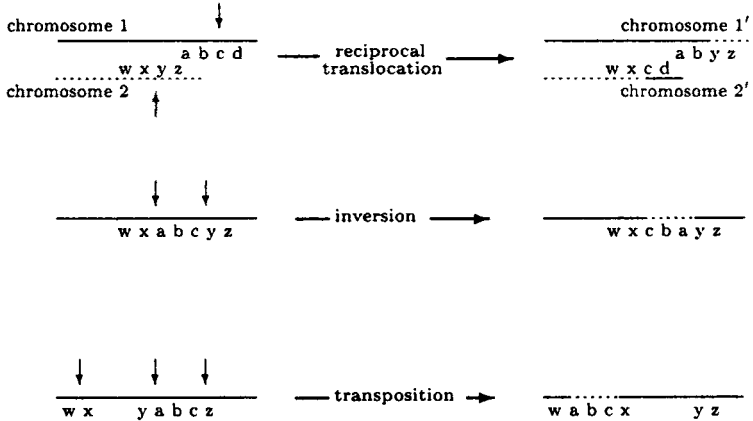 chromosome 1
a b c d
w x y z
chromosome 2
reciprocal
translocation
chromosome 1'
a b y z
w x c d
chromosome 2'
w x a b c y z
inversion
w x c b a y z
w x y a b c z
transposition
w a b c x y z